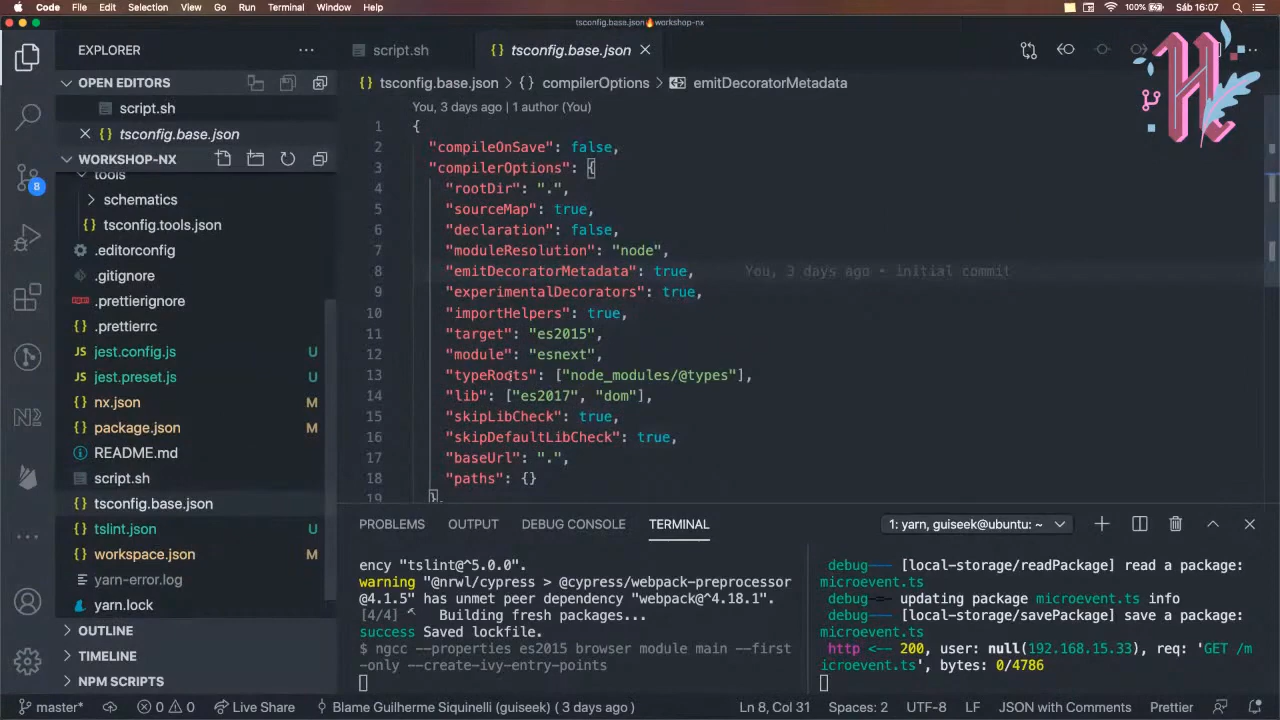 Code File Edit Selection View Go Run Terminal Window Help 100% Sáb 16:07
tsconfig.base.json🔥workshop-nx
EXPLORER
script.sh
tsconfig.base.json
OPEN EDITORS
script.sh
tsconfig.base.json
WORKSHOP-NX
tools
schematics
tsconfig.tools.json
.editorconfig
.gitignore
.prettierignore
.prettierrc
jest.config.js U
jest.preset.js U
nx.json M
package.json M
README.md
script.sh
tsconfig.base.json
tslint.json U
workspace.json M
yarn-error.log
yarn.lock
OUTLINE
TIMELINE
NPM SCRIPTS
8
tsconfig.base.json > {} compilerOptions > emitDecoratorMetadata
You, 3 days ago | 1 author (You)
1 {
2 "compileOnSave": false,
3 "compilerOptions": {
4 "rootDir": ".",
5 "sourceMap": true,
6 "declaration": false,
7 "moduleResolution": "node",
8 "emitDecoratorMetadata": true, You, 3 days ago • initial commit
9 "experimentalDecorators": true,
10 "importHelpers": true,
11 "target": "es2015",
12 "module": "esnext",
13 "typeRoots": ["node_modules/@types"],
14 "lib": ["es2017", "dom"],
15 "skipLibCheck": true,
16 "skipDefaultLibCheck": true,
17 "baseUrl": ".",
18 "paths": {}
19 },
PROBLEMS OUTPUT DEBUG CONSOLE TERMINAL 1: yarn, guiseek@ubuntu: ~
ency "tslint@^5.0.0".
warning "@nrwl/cypress > @cypress/webpack-preprocessor
@4.1.5" has unmet peer dependency "webpack@^4.18.1".
[4/4] Building fresh packages...
success Saved lockfile.
$ ngcc --properties es2015 browser module main --first
-only --create-ivy-entry-points
debug--- [local-storage/readPackage] read a package:
microevent.ts
debug--- updating package microevent.ts info
debug--- [local-storage/savePackage] save a package:
microevent.ts
http <-- 200, user: null(192.168.15.33), req: 'GET /m
icroevent.ts', bytes: 0/4786
master* 0 0 Live Share Blame Guilherme Siquinelli (guiseek) ( 3 days ago ) Ln 8, Col 31 Spaces: 2 UTF-8 LF JSON with Comments Prettier